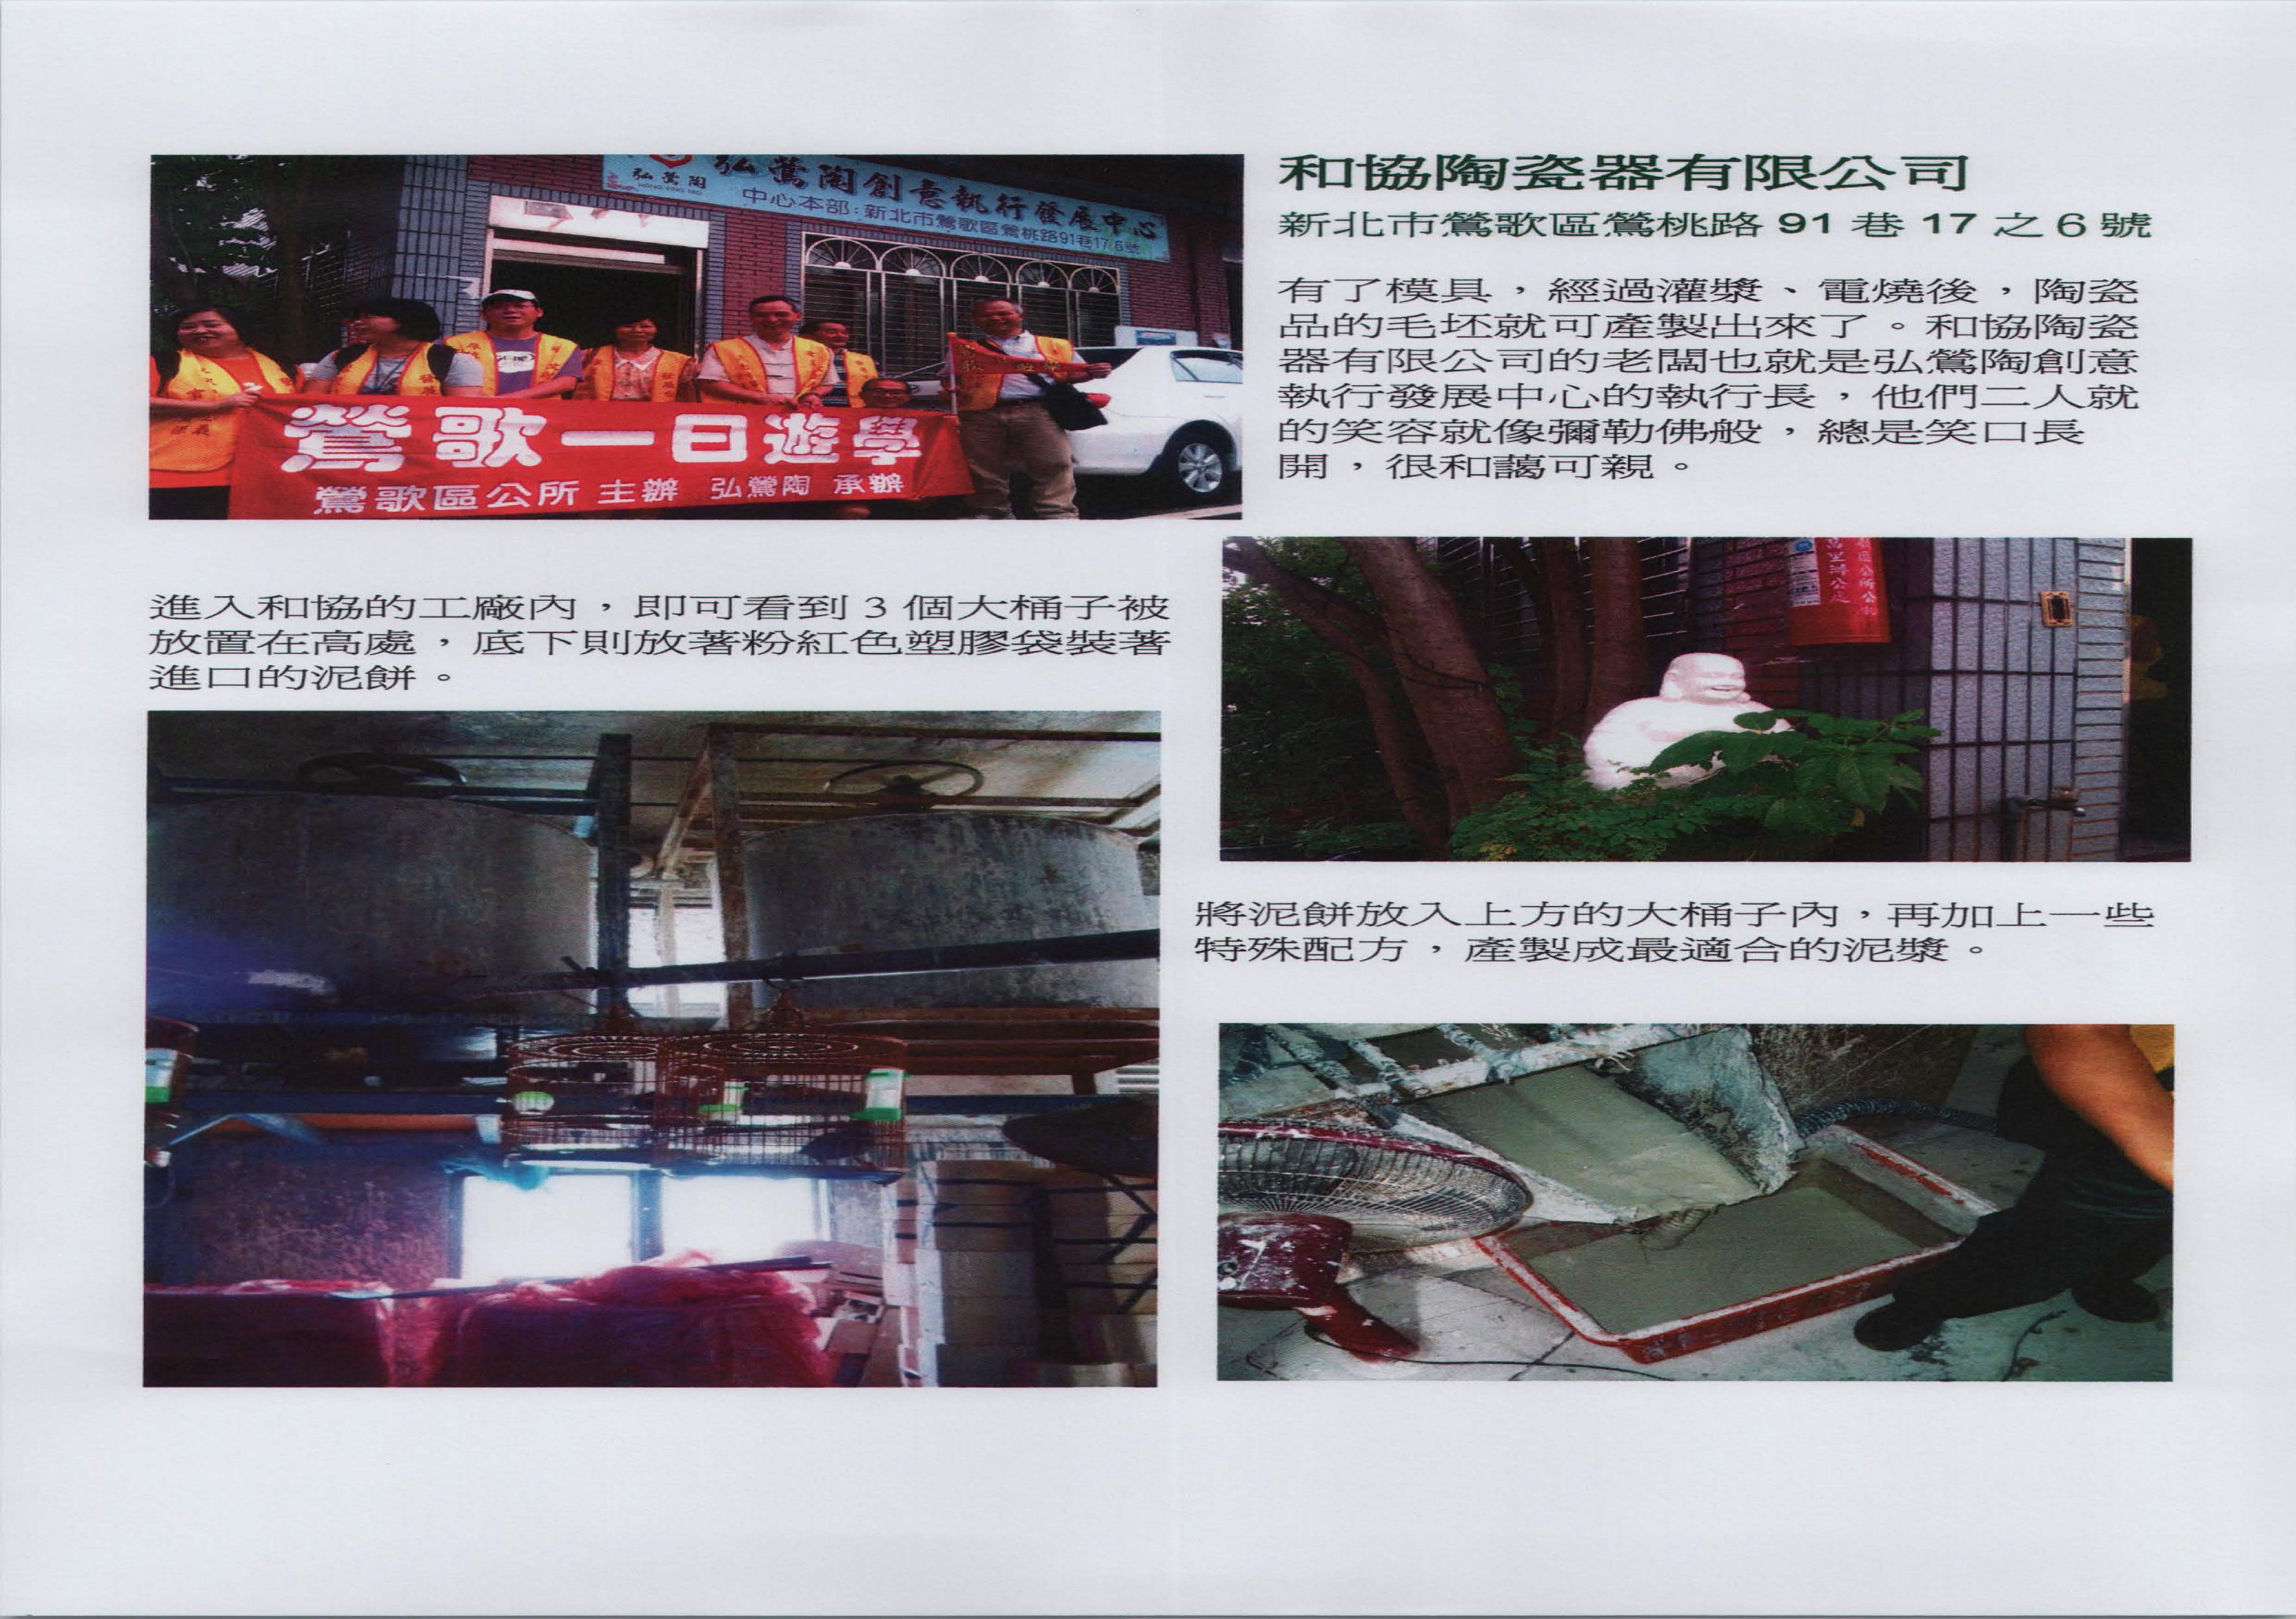 弘鶯陶創意執行發展中心
弘鶯陶
HONG YING TAO
中心本部:新北市鶯歌區鶯桃路91巷17.6號
鶯歌一日遊學
鶯歌區公所 主辦 弘鶯陶 承辦
和協陶瓷器有限公司
新北市鶯歌區鶯桃路 91 巷 17 之 6 號
有了模具，經過灌漿、電燒後，陶瓷
品的毛坯就可產製出來了。和協陶瓷
器有限公司的老闆也就是弘鶯陶創意
執行發展中心的執行長，他們二人就
的笑容就像彌勒佛般，總是笑口長
開，很和藹可親。
進入和協的工廠內，即可看到 3 個大桶子被
放置在高處，底下則放著粉紅色塑膠袋裝著
進口的泥餅。
將泥餅放入上方的大桶子內，再加上一些
特殊配方，產製成最適合的泥漿。